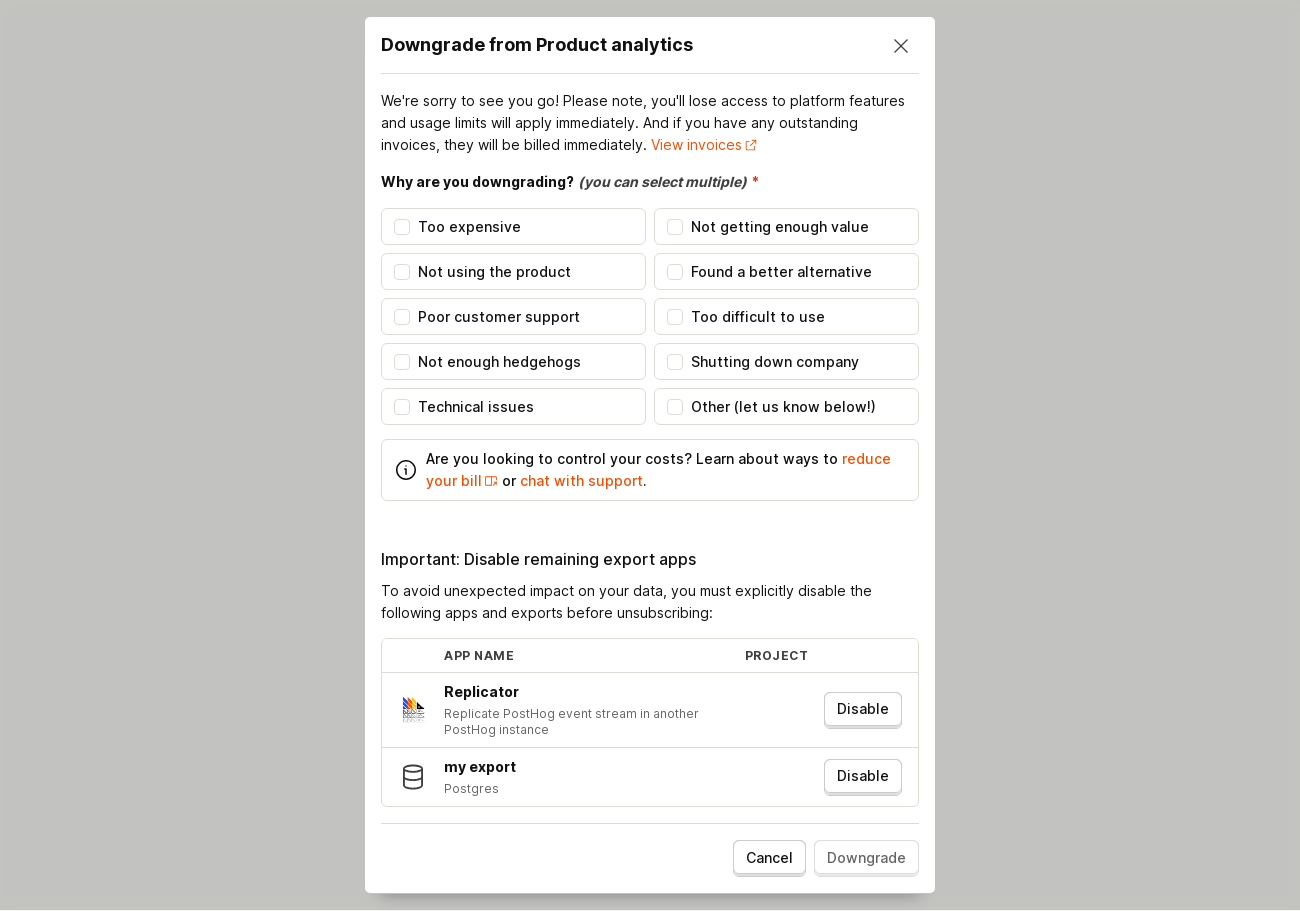 Downgrade from Product analytics
We're sorry to see you go! Please note, you'll lose access to platform features
and usage limits will apply immediately. And if you have any outstanding
invoices, they will be billed immediately. View invoices
Why are you downgrading? (you can select multiple) *
Too expensive
Not getting enough value
Not using the product
Found a better alternative
Poor customer support
Too difficult to use
Not enough hedgehogs
Shutting down company
Technical issues
Other (let us know below!)
Are you looking to control your costs? Learn about ways to reduce
your bill or chat with support.
Important: Disable remaining export apps
To avoid unexpected impact on your data, you must explicitly disable the
following apps and exports before unsubscribing:
APP NAME PROJECT
Replicator
Replicate PostHog event stream in another
PostHog instance
Disable
my export
Postgres
Disable
Cancel Downgrade